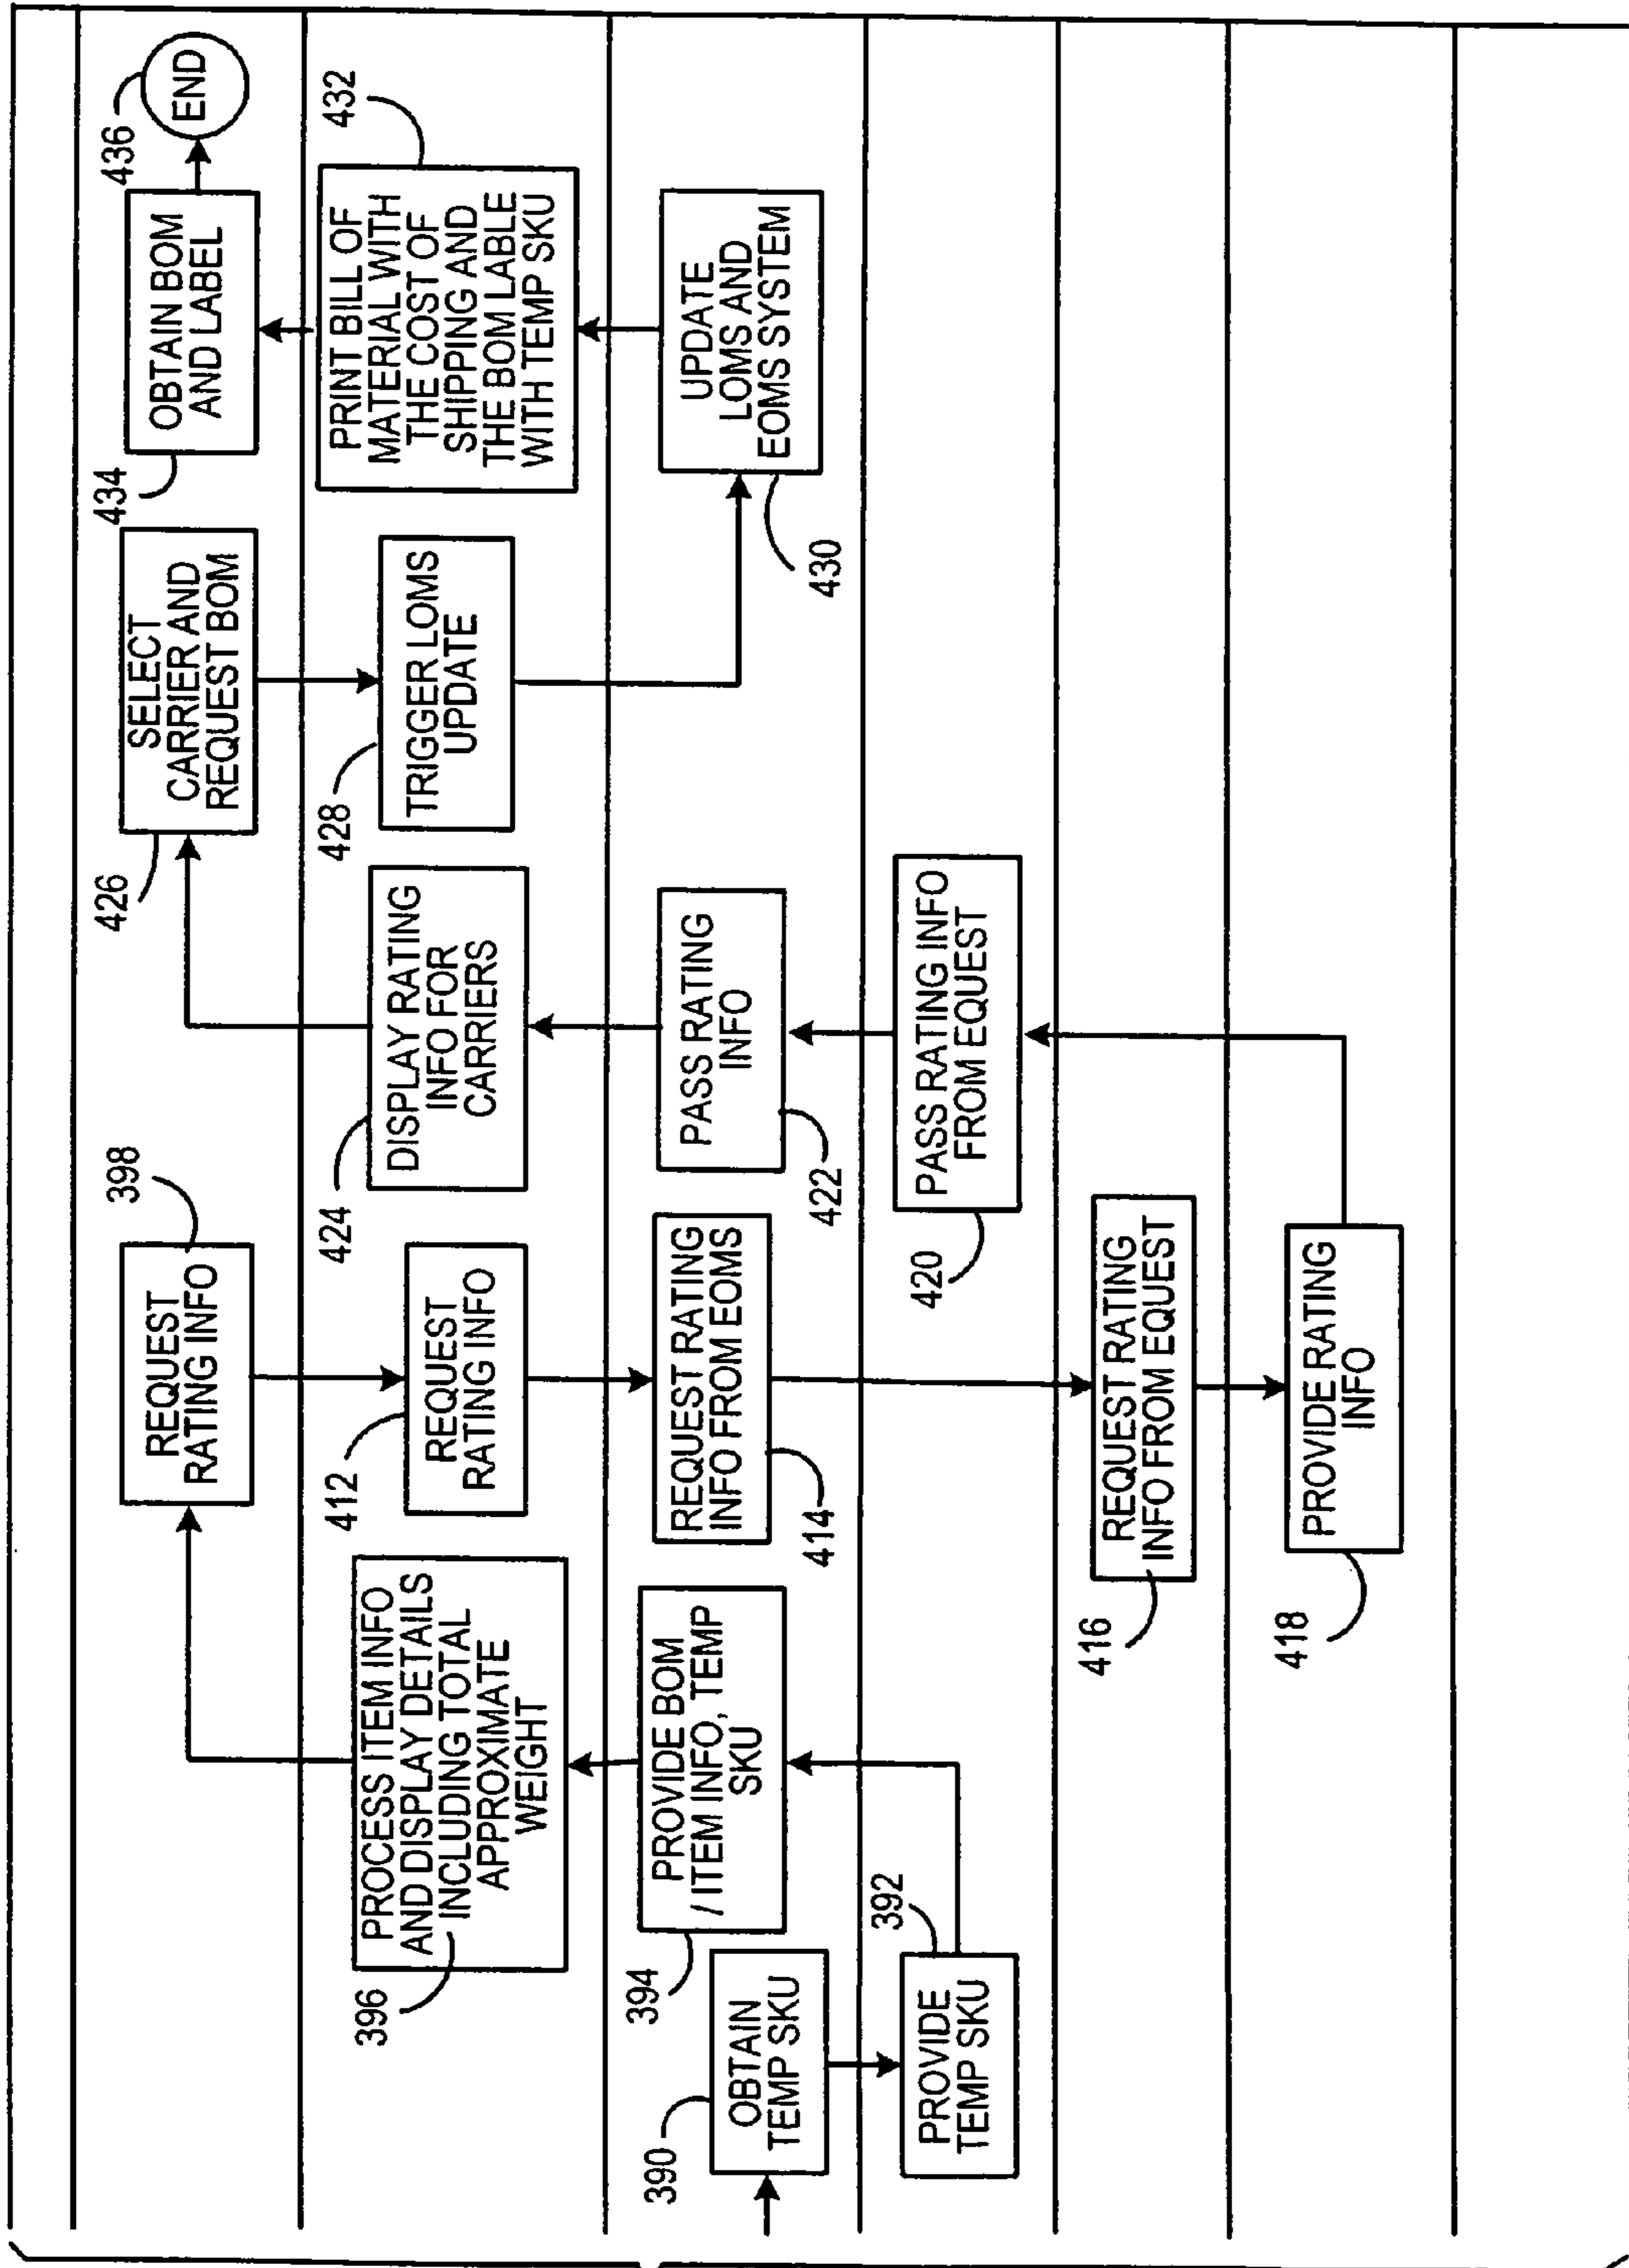 390
OBTAIN
TEMP SKU
392
PROVIDE
TEMP SKU
394
PROVIDE BOM
/ ITEM INFO, TEMP
SKU
396
PROCESS ITEM INFO
AND DISPLAY DETAILS
INCLUDING TOTAL
APPROXIMATE
WEIGHT
398
REQUEST
RATING INFO
412
REQUEST
RATING INFO
414
REQUEST RATING
INFO FROM EOMS
416
REQUEST RATING
INFO FROM EQUEST
418
PROVIDE RATING
INFO
420
PASS RATING INFO
FROM EQUEST
422
PASS RATING
INFO
424
DISPLAY RATING
INFO FOR
CARRIERS
426
SELECT
CARRIER AND
REQUEST BOM
428
TRIGGER LOMS
UPDATE
430
UPDATE
LOMS AND
EOMS SYSTEM
432
PRINT BILL OF
MATERIAL WITH
THE COST OF
SHIPPING AND
THE BOM LABLE
WITH TEMP SKU
434
OBTAIN BOM
AND LABEL
436
END